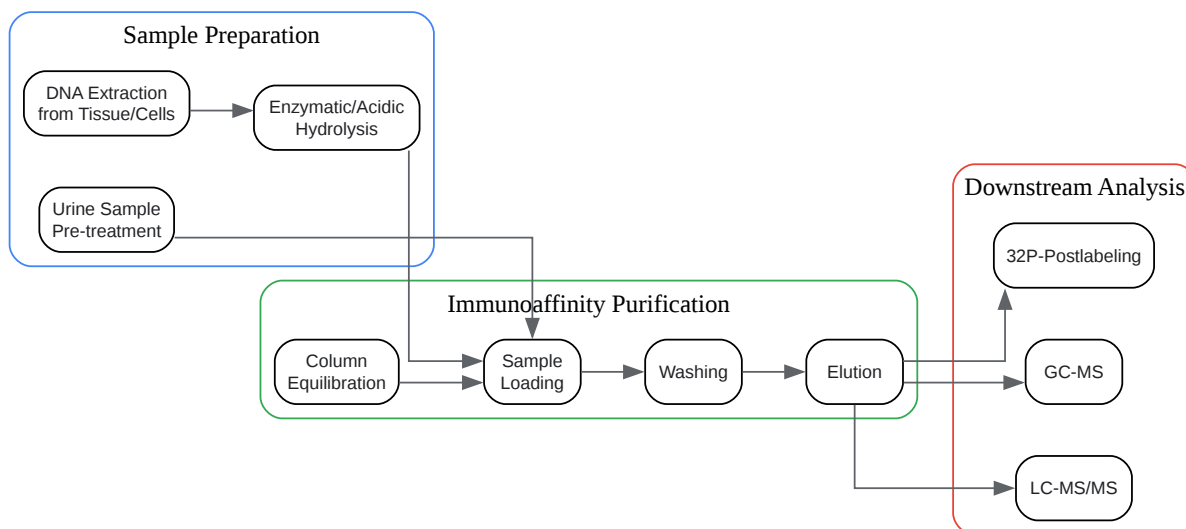 Sample Preparation
DNA Extraction
from Tissue/Cells
Enzymatic/Acidic
Hydrolysis
Urine Sample
Pre-treatment
Immunoaffinity Purification
Column
Equilibration
Sample
Loading
Washing
Elution
Downstream Analysis
32P-Postlabeling
GC-MS
LC-MS/MS